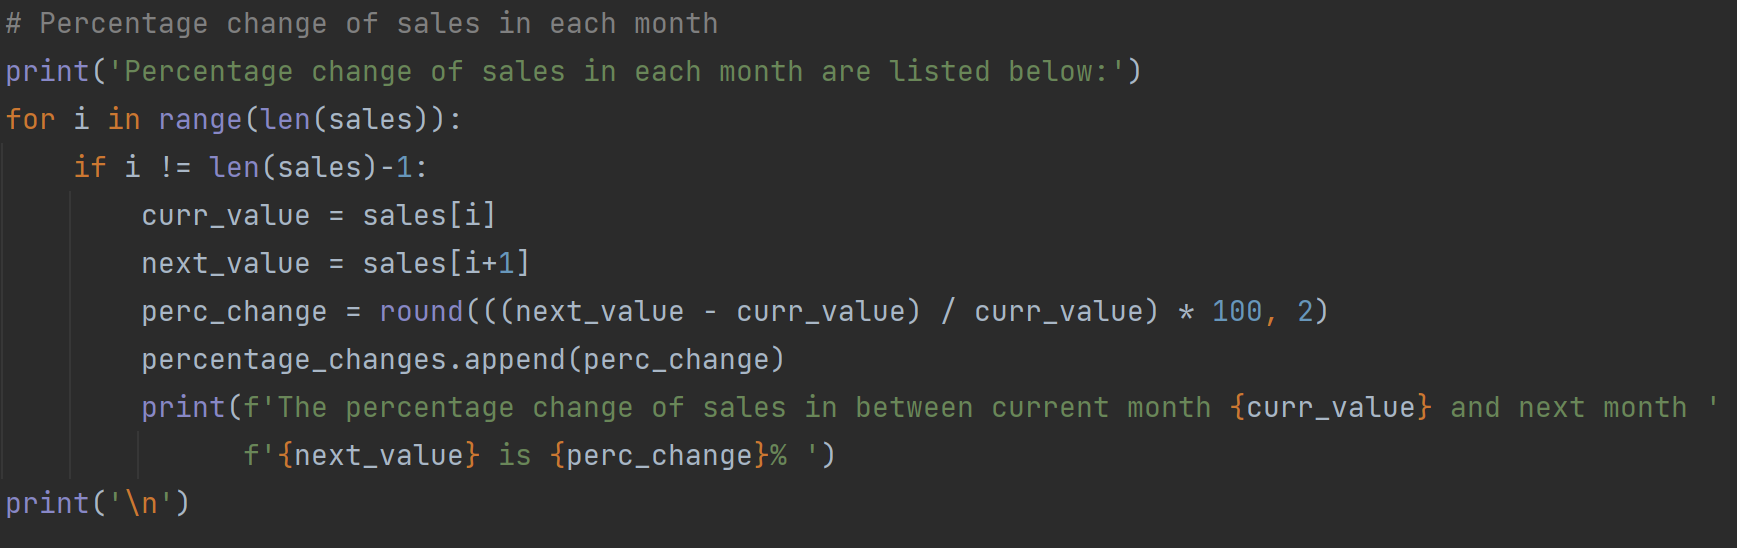 # Percentage change of sales in each month
print('Percentage change of sales in each month are listed below:')
for i in range(len(sales)):
    if i != len(sales)-1:
        curr_value = sales[i]
        next_value = sales[i+1]
        perc_change = round(((next_value - curr_value) / curr_value) * 100, 2)
        percentage_changes.append(perc_change)
        print(f'The percentage change of sales in between current month {curr_value} and next month '
              f'{next_value} is {perc_change}% ')
print('\n')